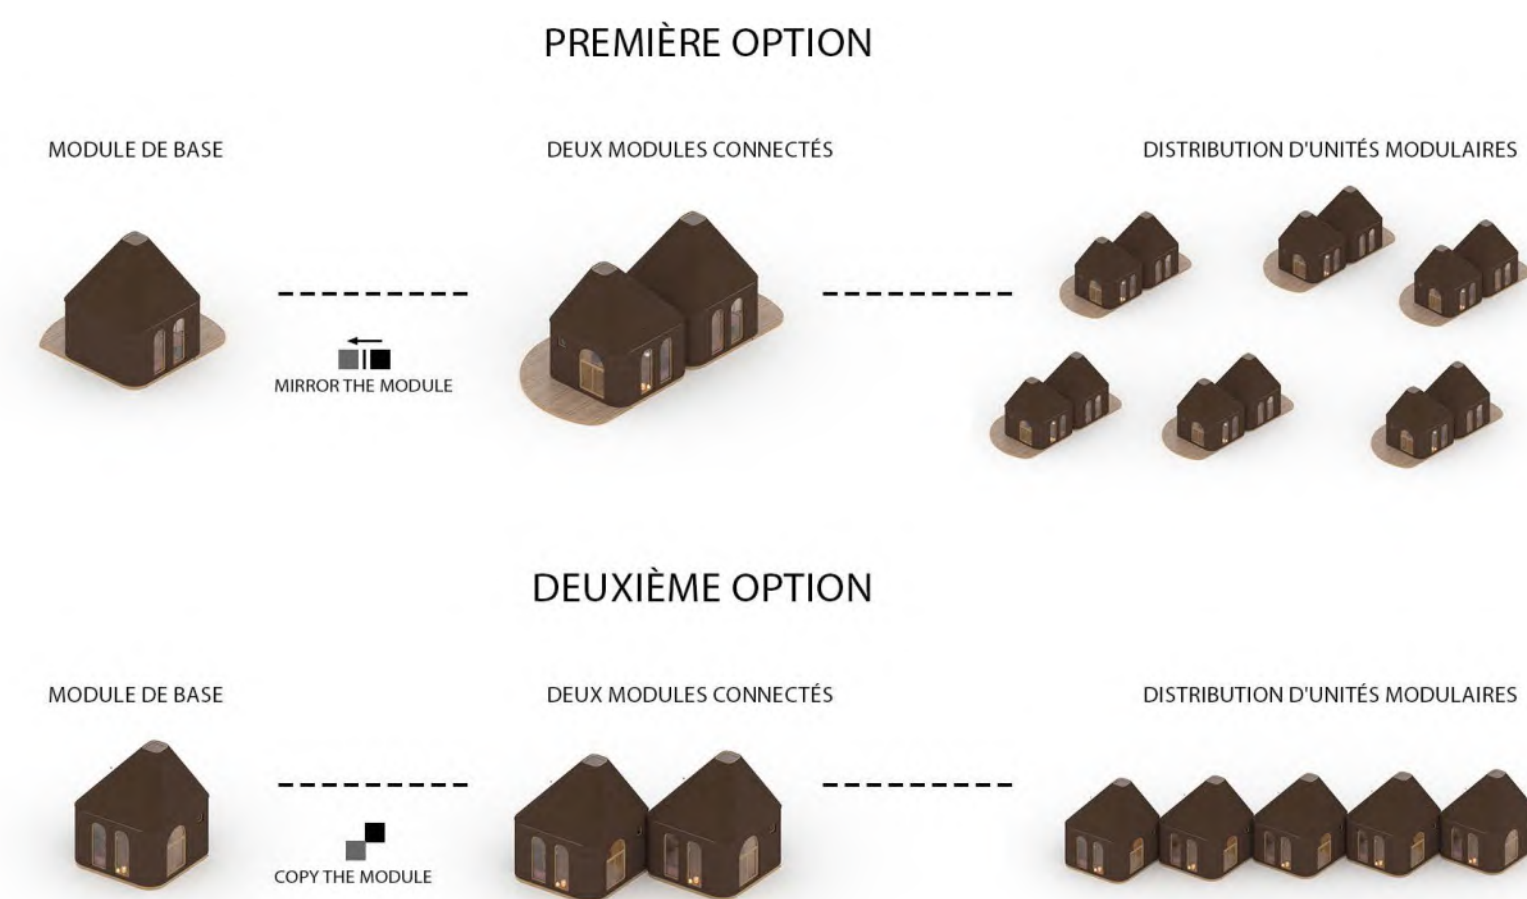 PREMIÈRE OPTION
MODULE DE BASE
DEUX MODULES CONNECTÉS
DISTRIBUTION D'UNITÉS MODULAIRES
MIRROR THE MODULE
DEUXIÈME OPTION
MODULE DE BASE
DEUX MODULES CONNECTÉS
DISTRIBUTION D'UNITÉS MODULAIRES
COPY THE MODULE